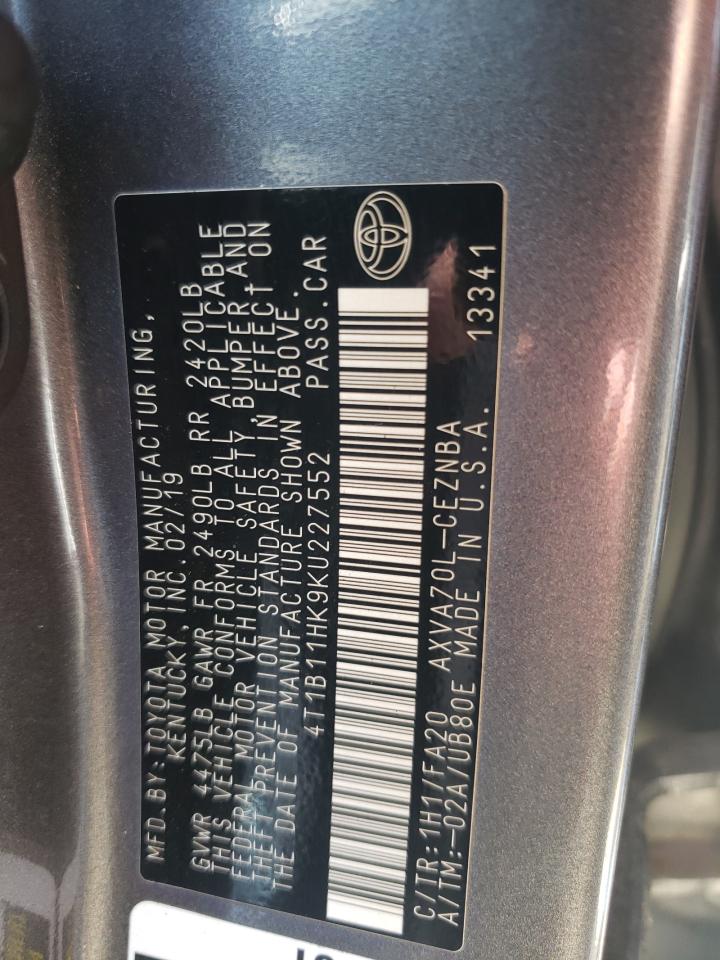 MFD.BY:TOYOTA MOTOR MANUFACTURING,
KENTUCKY, INC.02/19
GVWR 4475LB GAWR FR 2490LB RR 2420LB
THIS VEHICLE CONFORMS TO ALL APPLICABLE
FEDERAL MOTOR VEHICLE SAFETY, BUMPER AND
THEFT PREVENTION STANDARDS IN EFFECT ON
THE DATE OF MANUFACTURE SHOWN ABOVE.
4T1B11HK9KU227552 PASS.CAR
C/TR:1H1/FA20 AXVA70L-CEZNBA
A/TM:-02A/UB80E MADE IN U.S.A. 13341